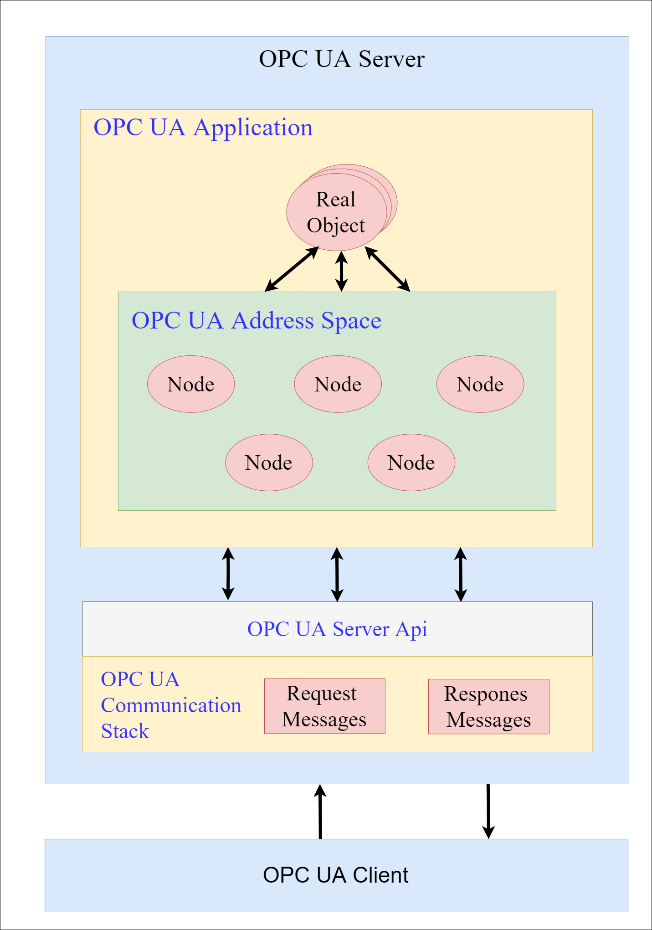 OPC UA Server
OPC UA Application
Real
Object
OPC UA Address Space
Node
Node
Node
Node
Node
OPC UA Server Api
OPC UA
Communication
Stack
Request
Messages
Respones
Messages
OPC UA Client